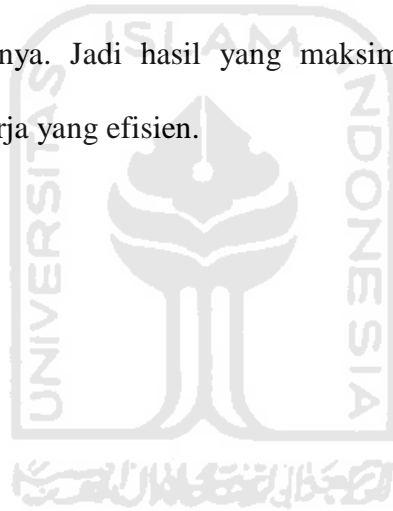 nya. Jadi hasil yang maksim
rja yang efisien.
ISLAM
UNIVERSITAS
INDONESIA